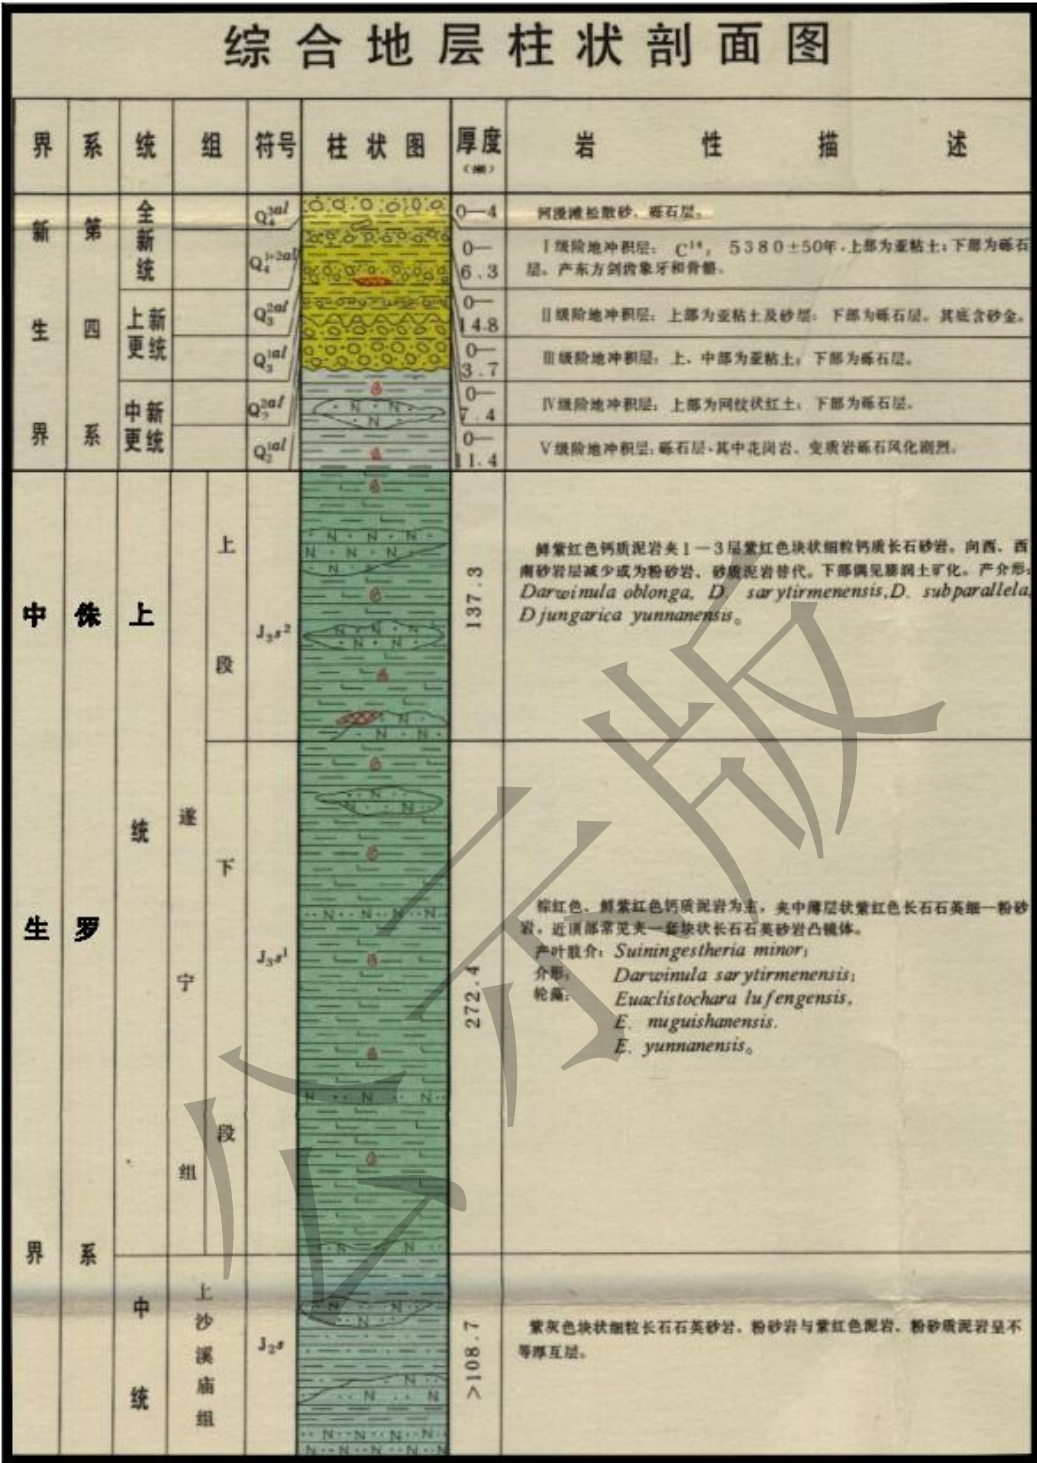 综合地层柱状剖面图
界 系 统 组 符号 柱状图 厚度(米) 岩性描述
新生界
第四系
全新统
Q₄³ᵃˡ
0—4
河漫滩松散砂、砾石层。
Q₄¹⁺²ᵃˡ
0—6.3
Ⅰ级阶地冲积层: C¹⁴, 5380±50年,上部为亚粘土;下部为砾石
层。产东方剑齿象牙和骨骼。
上更新统
Q₃²ᵃˡ
0—14.8
Ⅱ级阶地冲积层: 上部为亚粘土及砂层: 下部为砾石层。其底含砂金。
Q₃¹ᵃˡ
0—3.7
Ⅲ级阶地冲积层: 上、中部为亚粘土: 下部为砾石层。
中更新统
Q₂²ᵃˡ
0—7.4
Ⅳ级阶地冲积层: 上部为网纹状红土: 下部为砾石层。
Q₂¹ᵃˡ
0—11.4
Ⅴ级阶地冲积层: 砾石层,其中花岗岩、变质岩砾石风化剧烈。
中生界
侏罗系
上统
遂宁组
上段
J₃s²
137.3
鲜紫红色钙质泥岩夹1—3层紫红色块状细粒钙质长石砂岩。向西、西
南砂岩层减少或为粉砂岩、砂质泥岩替代。下部偶见膨润土矿化。产介形:
Darwinula oblonga, D. sarytirmenensis, D. subparallela,
Djungarica yunnanensis。
下段
J₃s¹
272.4
棕红色、鲜紫红色钙质泥岩为主,夹中薄层状紫红色长石石英细—粉砂
岩,近顶部常见夹一套块状长石石英砂岩凸镜体。
产叶肢介: Suiningestheria minor;
介形: Darwinula sarytirmenensis;
轮藻: Euaclistochara lufengensis,
E. nuguishanensis.
E. yunnanensis。
中统
上沙溪庙组
J₂s
>108.7
紫灰色块状细粒长石石英砂岩、粉砂岩与紫红色泥岩、粉砂质泥岩呈不
等厚互层。
公示版